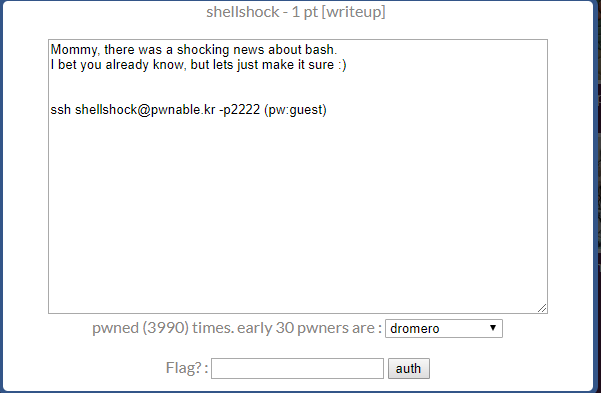 shellshock - 1 pt [writeup]
Mommy, there was a shocking news about bash.
I bet you already know, but lets just make it sure :)
ssh shellshock@pwnable.kr -p2222 (pw:guest)
pwned (3990) times. early 30 pwners are : dromero
Flag? : auth